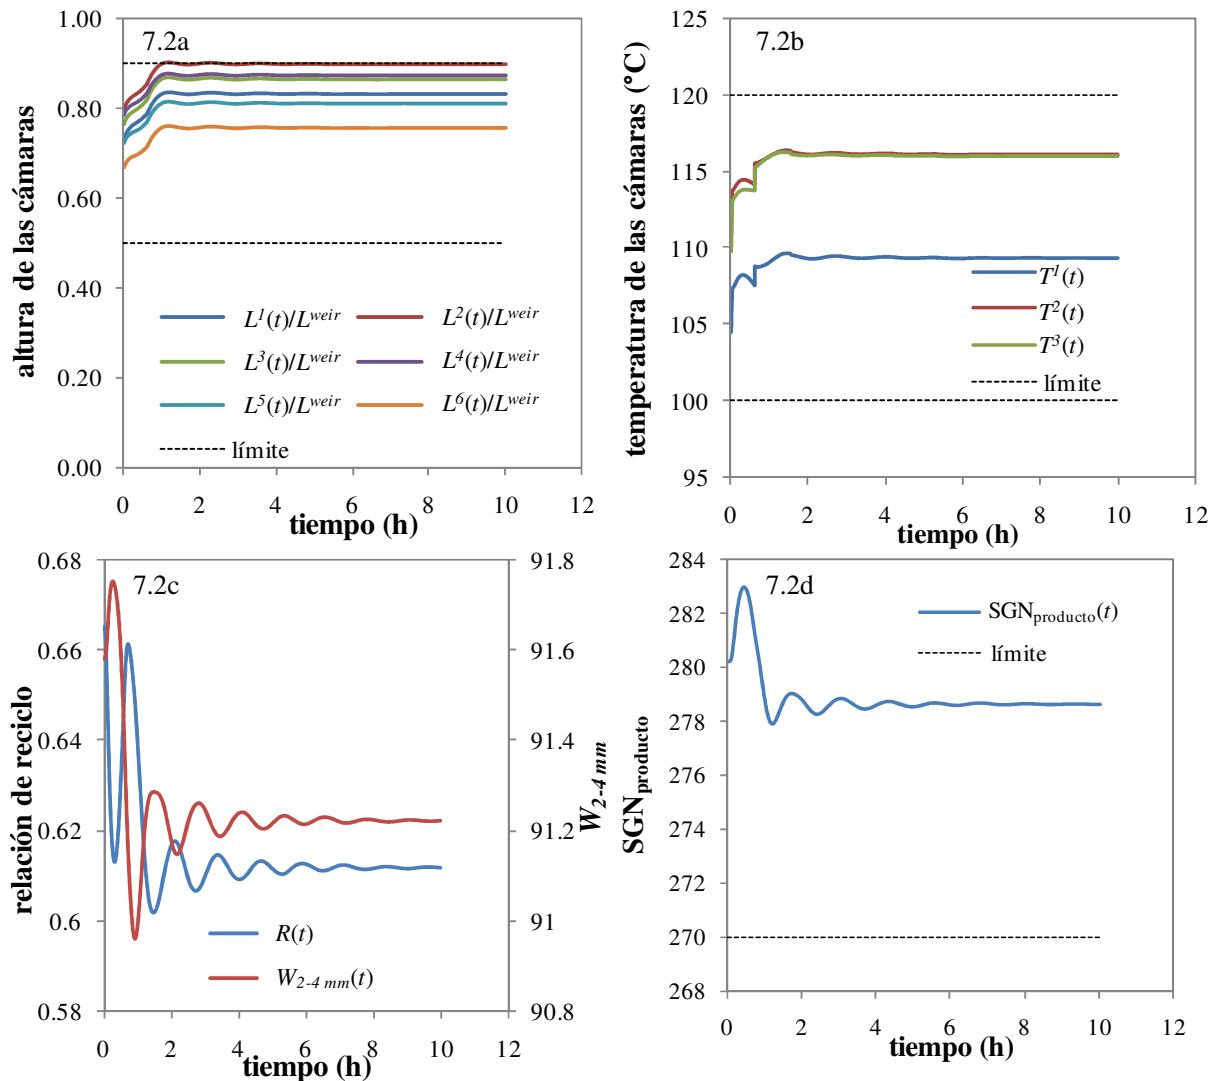 7.2a
altura de las cámaras
1.00
0.80
0.60
0.40
0.20
0.00
L¹(t)/Lʷᵉⁱʳ
L²(t)/Lʷᵉⁱʳ
L³(t)/Lʷᵉⁱʳ
L⁴(t)/Lʷᵉⁱʳ
L⁵(t)/Lʷᵉⁱʳ
L⁶(t)/Lʷᵉⁱʳ
límite
0 2 4 6 8 10 12
tiempo (h)
7.2b
temperatura de las cámaras (°C)
125
120
115
110
105
100
95
T¹(t)
T²(t)
T³(t)
límite
0 2 4 6 8 10 12
tiempo (h)
7.2c
relación de reciclo
0.68
0.66
0.64
0.62
0.6
0.58
91.8
91.6
91.4
91.2
91
90.8
W₂₋₄ mm
R(t)
W₂₋₄ mm(t)
0 2 4 6 8 10 12
tiempo (h)
7.2d
SGNproducto
284
282
280
278
276
274
272
270
268
SGNproducto(t)
límite
0 2 4 6 8 10 12
tiempo (h)